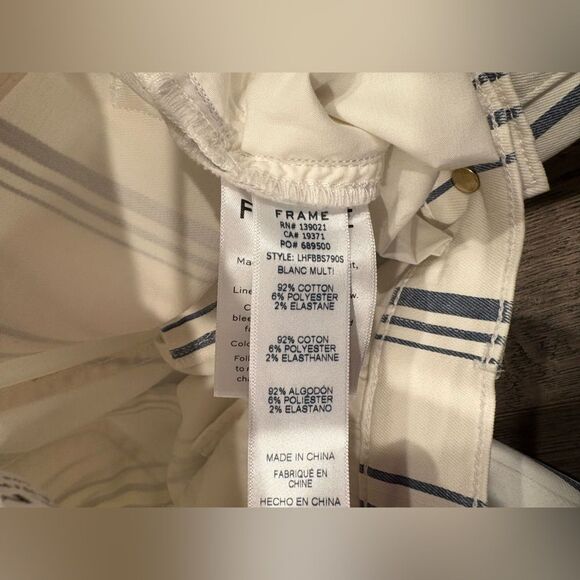 FRAME
RN# 139021
CA# 19371
PO# 689500
STYLE: LHFBBS790S
BLANC MULTI
92% COTTON
6% POLYESTER
2% ELASTANE
92% COTON
6% POLYESTER
2% ELASTHANNE
92% ALGODÓN
6% POLIÉSTER
2% ELASTANO
MADE IN CHINA
FABRIQUÉ EN
CHINE
HECHO EN CHINA